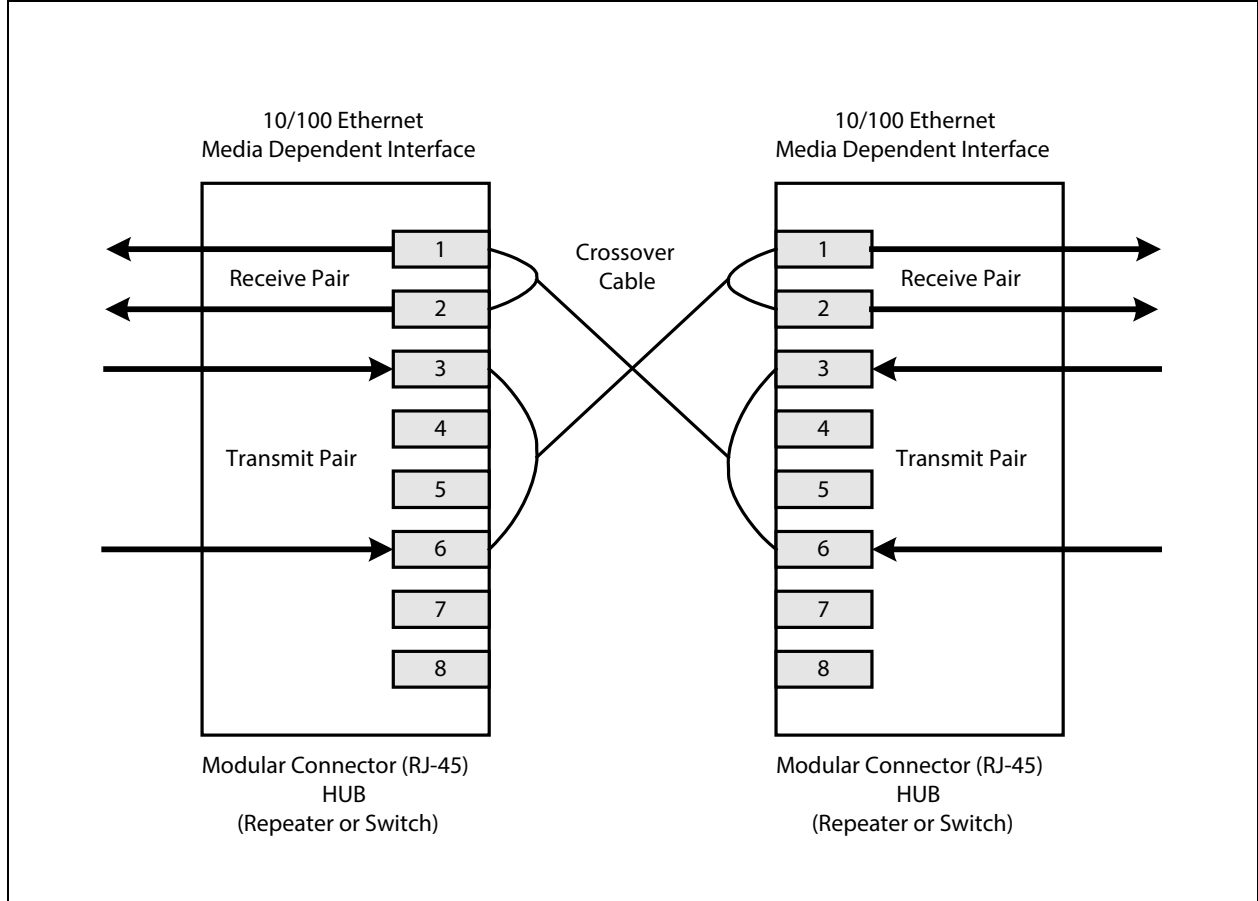 10/100 Ethernet
Media Dependent Interface
10/100 Ethernet
Media Dependent Interface
1
Receive Pair
2
3
4
Transmit Pair
5
6
7
8
Crossover
Cable
1
Receive Pair
2
3
4
Transmit Pair
5
6
7
8
Modular Connector (RJ-45)
HUB
(Repeater or Switch)
Modular Connector (RJ-45)
HUB
(Repeater or Switch)